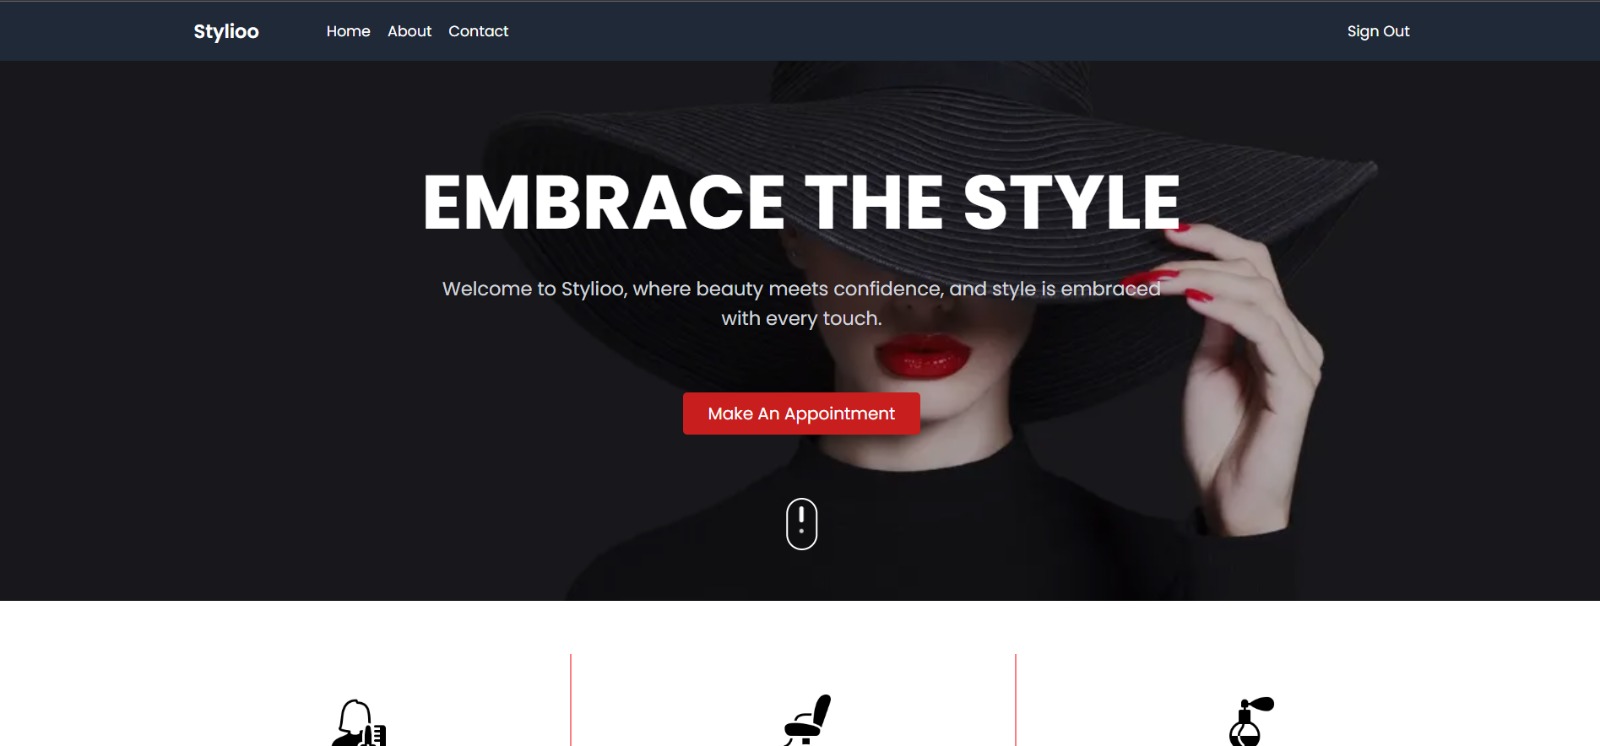 Stylioo
Home About Contact
Sign Out
EMBRACE THE STYLE
Welcome to Stylioo, where beauty meets confidence, and style is embraced
with every touch.
Make An Appointment